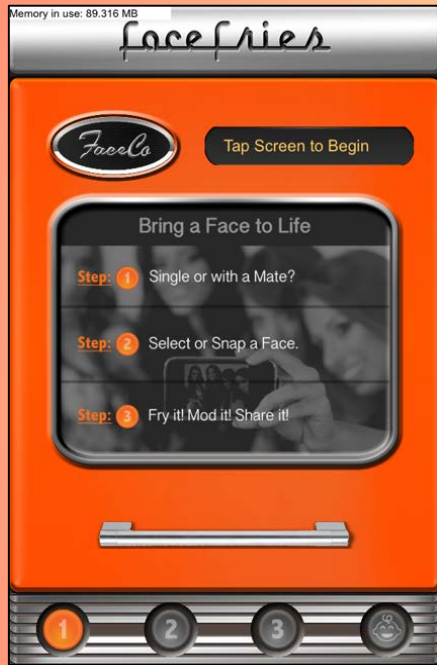 Memory in use: 89.316 MB
facefries
FaceCo
Tap Screen to Begin
Bring a Face to Life
Step: 1 Single or with a Mate?
Step: 2 Select or Snap a Face.
Step: 3 Fry it! Mod it! Share it!
1 2 3